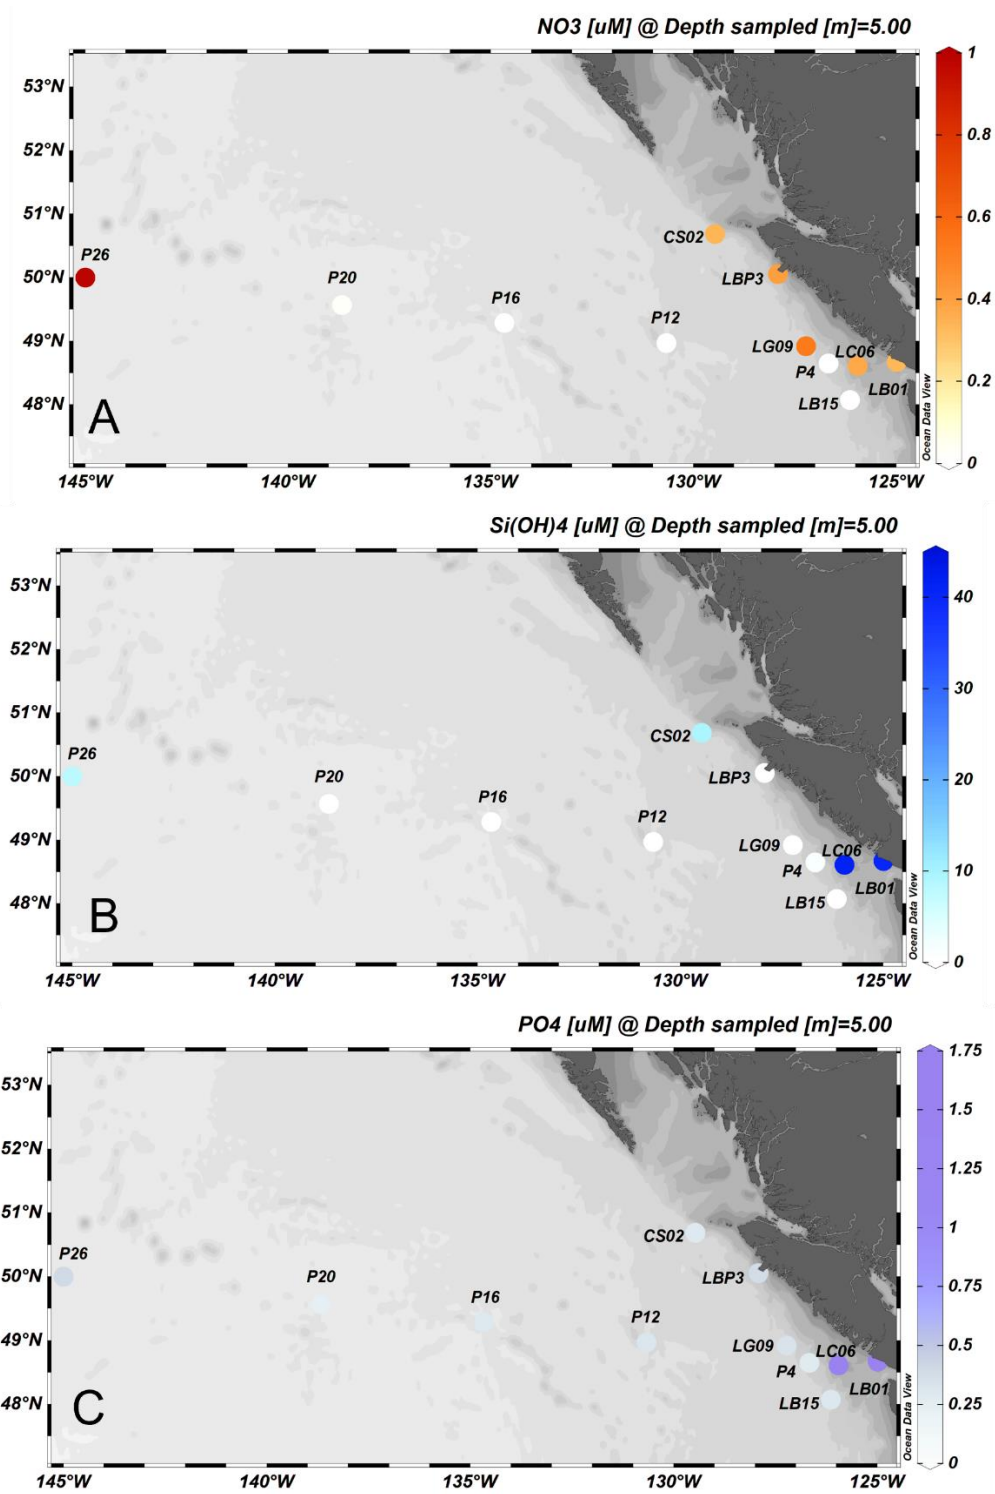 NO3 [uM] @ Depth sampled [m]=5.00
53°N
52°N
51°N
50°N
49°N
48°N
P26
P20
P16
P12
CS02
LBP3
LG09
P4
LC06
LB01
LB15
A
145°W
140°W
135°W
130°W
125°W
Ocean Data View
1
0.8
0.6
0.4
0.2
0
Si(OH)4 [uM] @ Depth sampled [m]=5.00
53°N
52°N
51°N
50°N
49°N
48°N
P26
P20
P16
P12
CS02
LBP3
LG09
P4
LC06
LB01
LB15
B
145°W
140°W
135°W
130°W
125°W
Ocean Data View
40
30
20
10
0
PO4 [uM] @ Depth sampled [m]=5.00
53°N
52°N
51°N
50°N
49°N
48°N
P26
P20
P16
P12
CS02
LBP3
LG09
P4
LC06
LB01
LB15
C
145°W
140°W
135°W
130°W
125°W
Ocean Data View
1.75
1.5
1.25
1
0.75
0.5
0.25
0